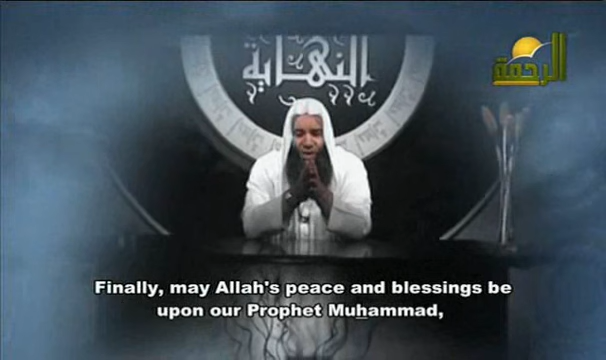 النهاية
الرحمة
Finally, may Allah's peace and blessings be
upon our Prophet Muhammad,